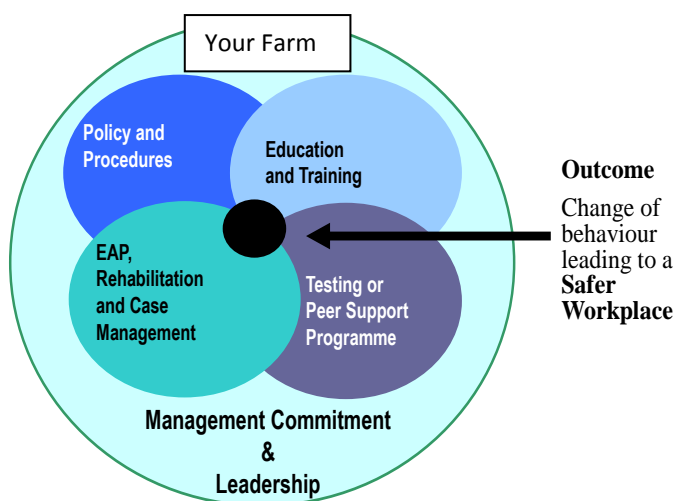 Your Farm
Policy and
Procedures
Education
and Training
EAP,
Rehabilitation
and Case
Management
Testing or
Peer Support
Programme
Management Commitment
&
Leadership
Outcome
Change of
behaviour
leading to a
Safer
Workplace